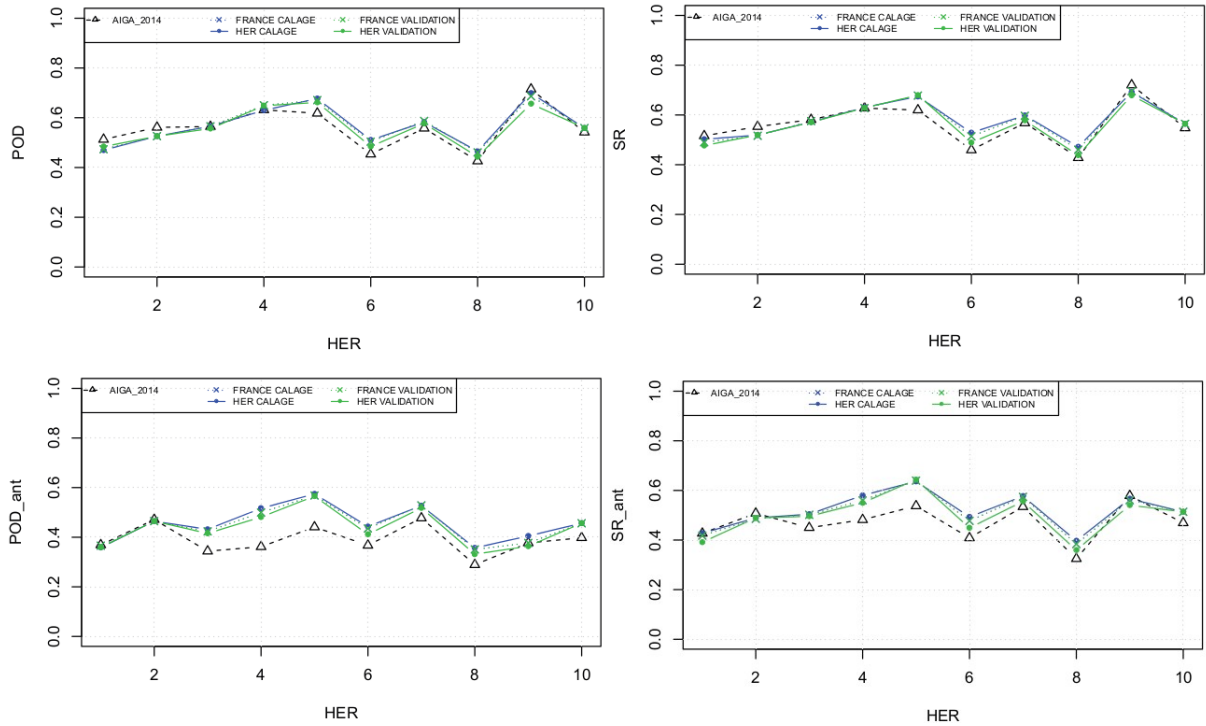 AIGA_2014 FRANCE CALAGE FRANCE VALIDATION
HER CALAGE HER VALIDATION
POD
0.0 0.2 0.4 0.6 0.8 1.0
2 4 6 8 10
HER
AIGA_2014 FRANCE CALAGE FRANCE VALIDATION
HER CALAGE HER VALIDATION
SR
0.0 0.2 0.4 0.6 0.8 1.0
2 4 6 8 10
HER
AIGA_2014 FRANCE CALAGE FRANCE VALIDATION
HER CALAGE HER VALIDATION
POD_ant
0.0 0.2 0.4 0.6 0.8 1.0
2 4 6 8 10
HER
AIGA_2014 FRANCE CALAGE FRANCE VALIDATION
HER CALAGE HER VALIDATION
SR_ant
0.0 0.2 0.4 0.6 0.8 1.0
2 4 6 8 10
HER